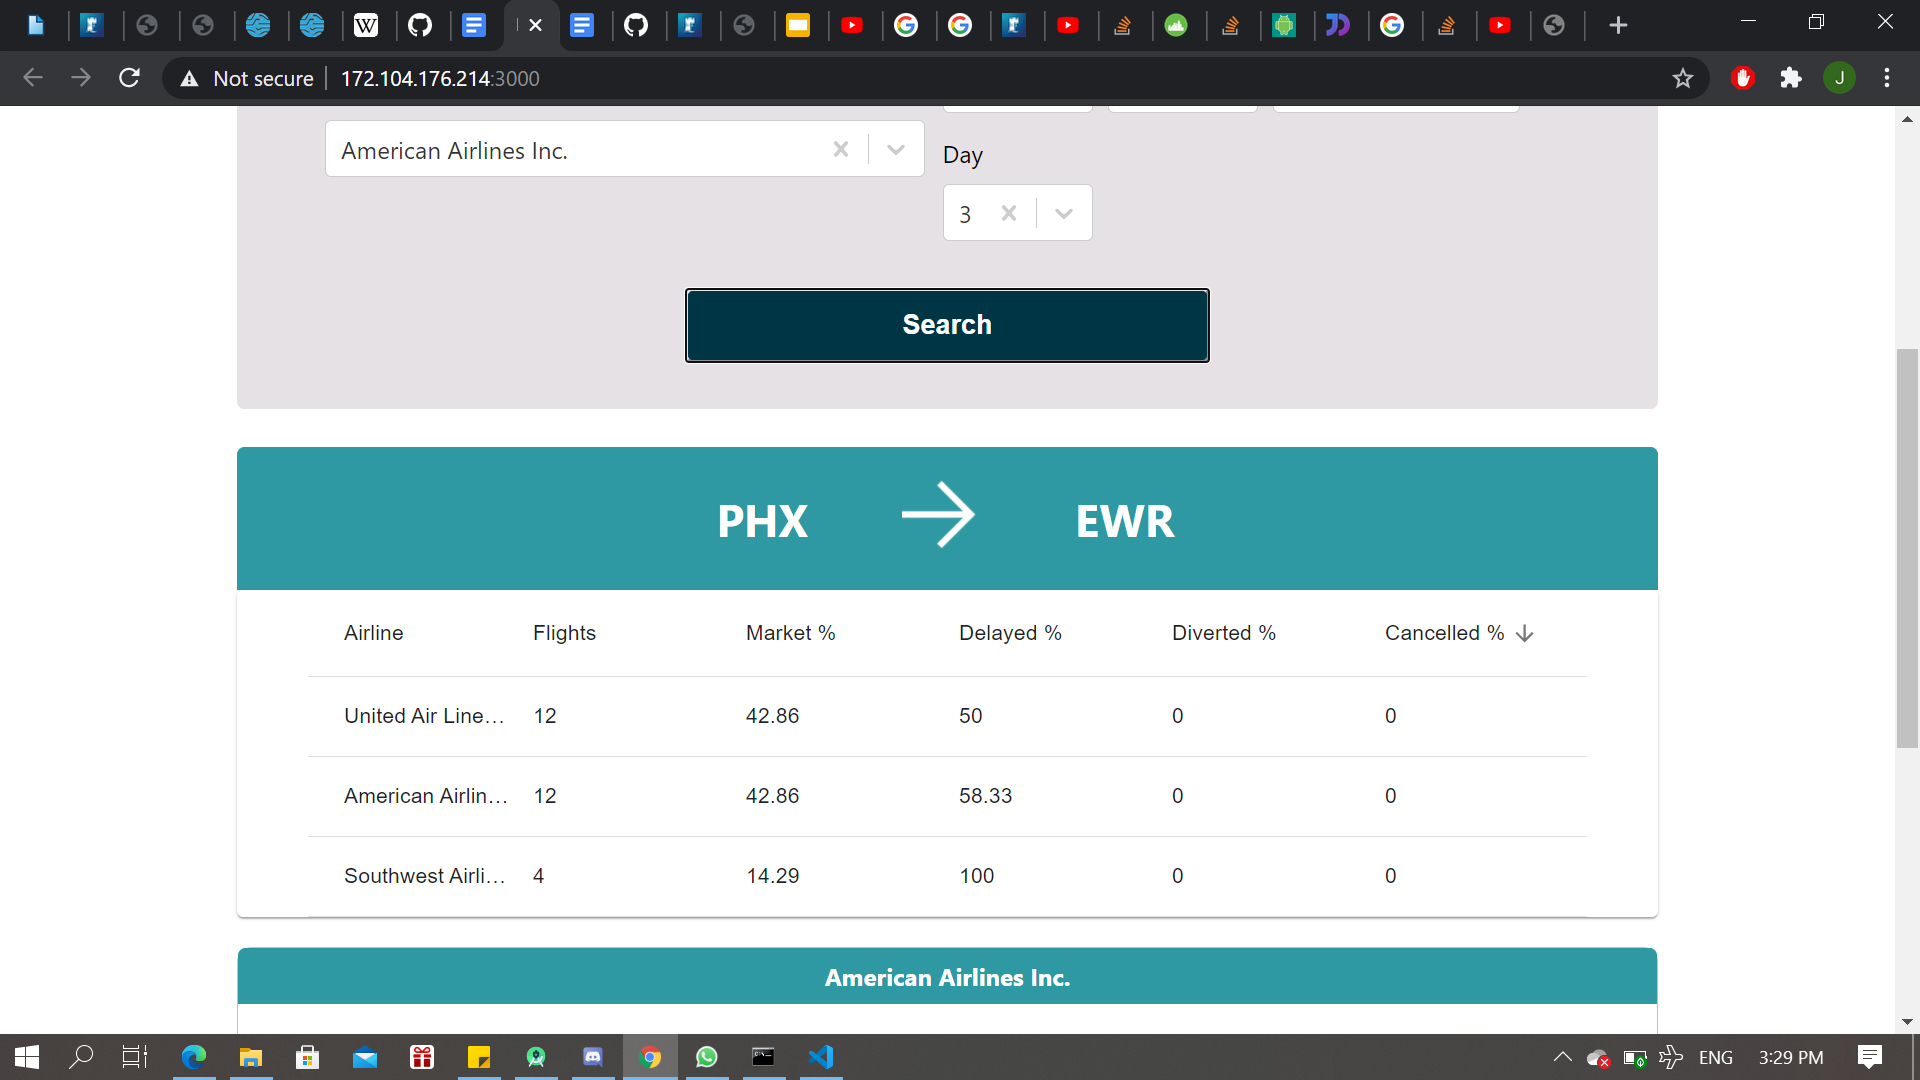 Not secure
172.104.176.214:3000
J
American Airlines Inc.
Day
3
Search
PHX → EWR
Airline Flights Market % Delayed % Diverted % Cancelled % ↓
United Air Line… 12 42.86 50 0 0
American Airlin… 12 42.86 58.33 0 0
Southwest Airli… 4 14.29 100 0 0
American Airlines Inc.
ENG 3:29 PM